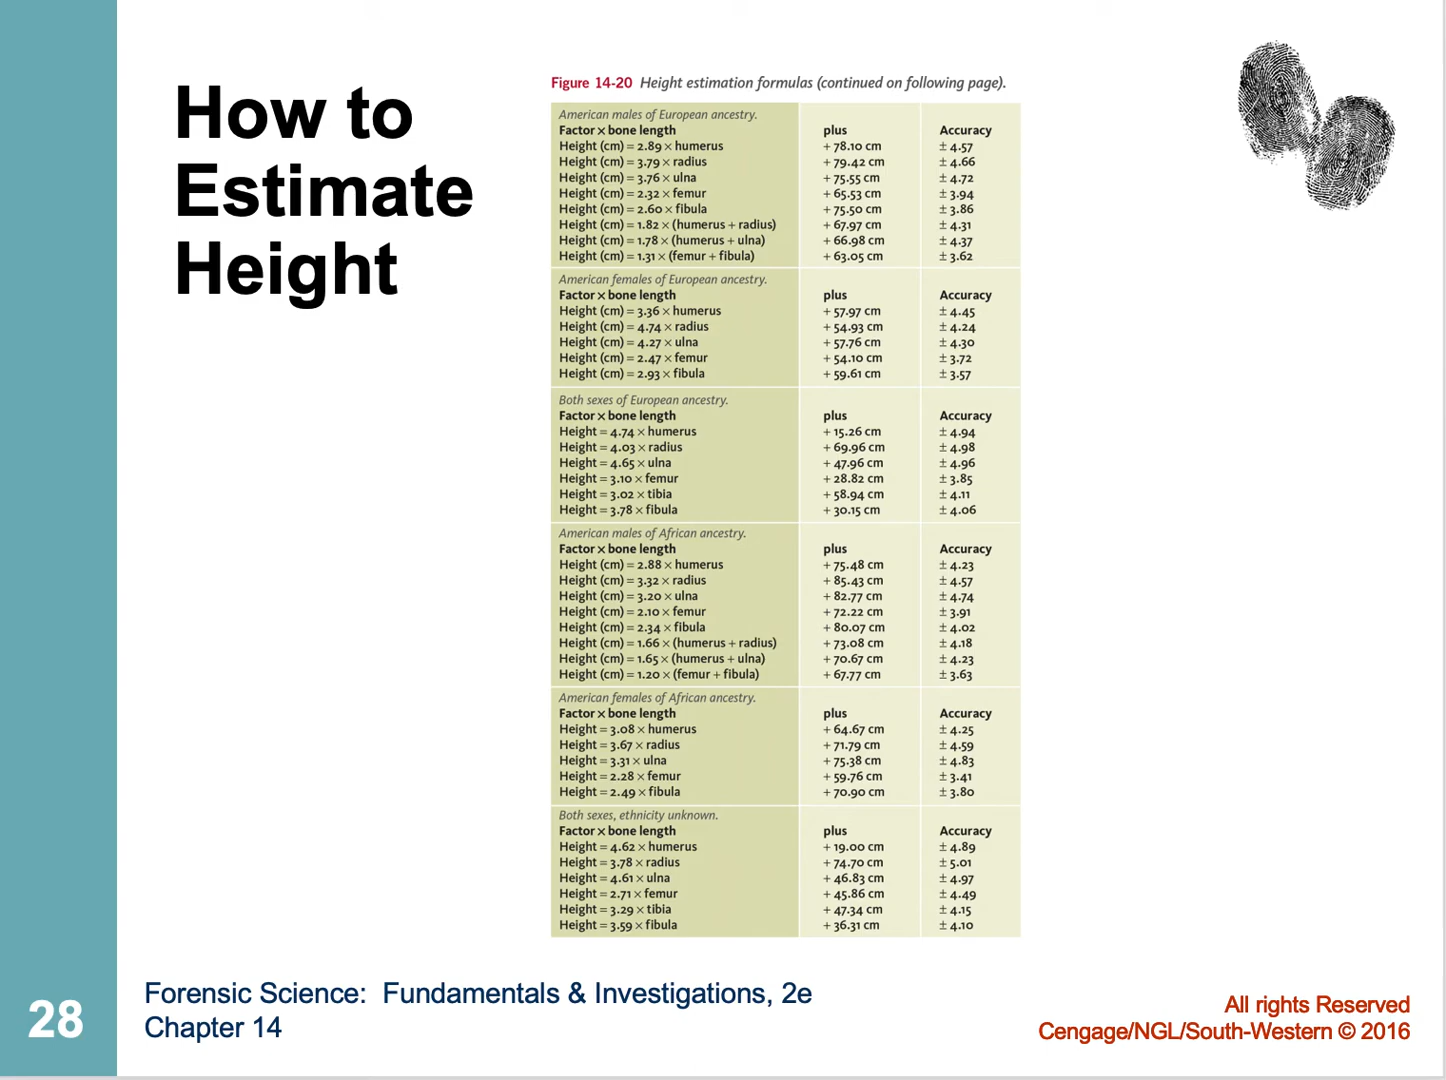 How to
Estimate
Height
Figure 14-20 Height estimation formulas (continued on following page).
American males of European ancestry.
Factor × bone length plus Accuracy
Height (cm) = 2.89 × humerus + 78.10 cm ± 4.57
Height (cm) = 3.79 × radius + 79.42 cm ± 4.66
Height (cm) = 3.76 × ulna + 75.55 cm ± 4.72
Height (cm) = 2.32 × femur + 65.53 cm ± 3.94
Height (cm) = 2.60 × fibula + 75.50 cm ± 3.86
Height (cm) = 1.82 × (humerus + radius) + 67.97 cm ± 4.31
Height (cm) = 1.78 × (humerus + ulna) + 66.98 cm ± 4.37
Height (cm) = 1.31 × (femur + fibula) + 63.05 cm ± 3.62
American females of European ancestry.
Factor × bone length plus Accuracy
Height (cm) = 3.36 × humerus + 57.97 cm ± 4.45
Height (cm) = 4.74 × radius + 54.93 cm ± 4.24
Height (cm) = 4.27 × ulna + 57.76 cm ± 4.30
Height (cm) = 2.47 × femur + 54.10 cm ± 3.72
Height (cm) = 2.93 × fibula + 59.61 cm ± 3.57
Both sexes of European ancestry.
Factor × bone length plus Accuracy
Height = 4.74 × humerus + 15.26 cm ± 4.94
Height = 4.03 × radius + 69.96 cm ± 4.98
Height = 4.65 × ulna + 47.96 cm ± 4.96
Height = 3.10 × femur + 28.82 cm ± 3.85
Height = 3.02 × tibia + 58.94 cm ± 4.11
Height = 3.78 × fibula + 30.15 cm ± 4.06
American males of African ancestry.
Factor × bone length plus Accuracy
Height (cm) = 2.88 × humerus + 75.48 cm ± 4.23
Height (cm) = 3.32 × radius + 85.43 cm ± 4.57
Height (cm) = 3.20 × ulna + 82.77 cm ± 4.74
Height (cm) = 2.10 × femur + 72.22 cm ± 3.91
Height (cm) = 2.34 × fibula + 80.07 cm ± 4.02
Height (cm) = 1.66 × (humerus + radius) + 73.08 cm ± 4.18
Height (cm) = 1.65 × (humerus + ulna) + 70.67 cm ± 4.23
Height (cm) = 1.20 × (femur + fibula) + 67.77 cm ± 3.63
American females of African ancestry.
Factor × bone length plus Accuracy
Height = 3.08 × humerus + 64.67 cm ± 4.25
Height = 3.67 × radius + 71.79 cm ± 4.59
Height = 3.31 × ulna + 75.38 cm ± 4.83
Height = 2.28 × femur + 59.76 cm ± 3.41
Height = 2.49 × fibula + 70.90 cm ± 3.80
Both sexes, ethnicity unknown.
Factor × bone length plus Accuracy
Height = 4.62 × humerus + 19.00 cm ± 4.89
Height = 3.78 × radius + 74.70 cm ± 5.01
Height = 4.61 × ulna + 46.83 cm ± 4.97
Height = 2.71 × femur + 45.86 cm ± 4.49
Height = 3.29 × tibia + 47.34 cm ± 4.15
Height = 3.59 × fibula + 36.31 cm ± 4.10
28
Forensic Science: Fundamentals & Investigations, 2e
Chapter 14
All rights Reserved
Cengage/NGL/South-Western © 2016